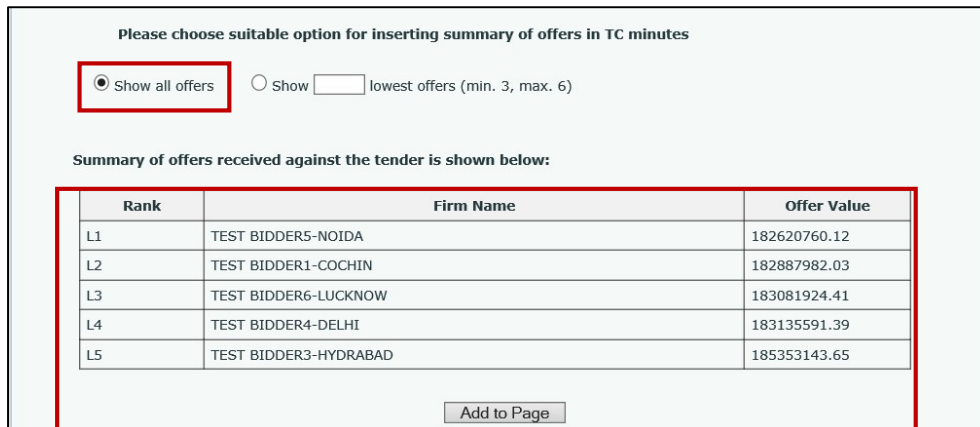 Please choose suitable option for inserting summary of offers in TC minutes
Show all offers Show lowest offers (min. 3, max. 6)
Summary of offers received against the tender is shown below:
Rank Firm Name Offer Value
L1 TEST BIDDER5-NOIDA 182620760.12
L2 TEST BIDDER1-COCHIN 182887982.03
L3 TEST BIDDER6-LUCKNOW 183081924.41
L4 TEST BIDDER4-DELHI 183135591.39
L5 TEST BIDDER3-HYDRABAD 185353143.65
Add to Page